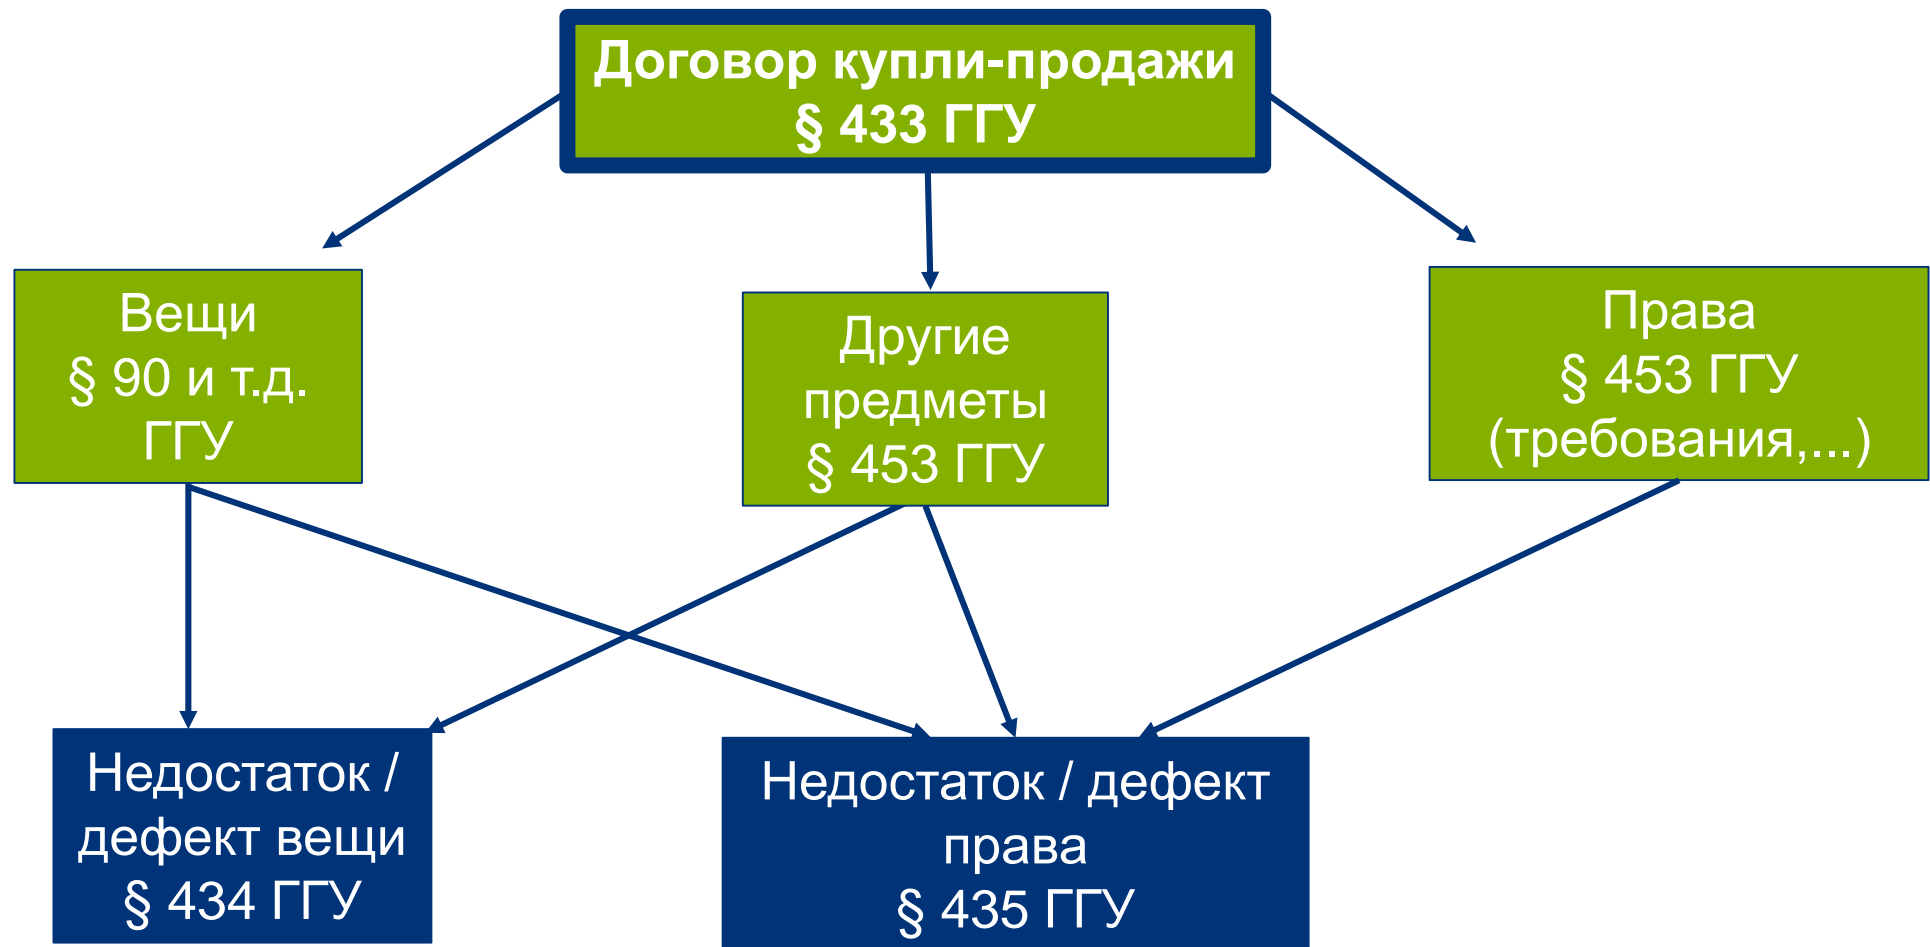 Договор купли-продажи
§ 433 ГГУ
Вещи
§ 90 и т.д.
ГГУ
Другие
предметы
§ 453 ГГУ
Права
§ 453 ГГУ
(требования,...)
Недостаток /
дефект вещи
§ 434 ГГУ
Недостаток / дефект
права
§ 435 ГГУ